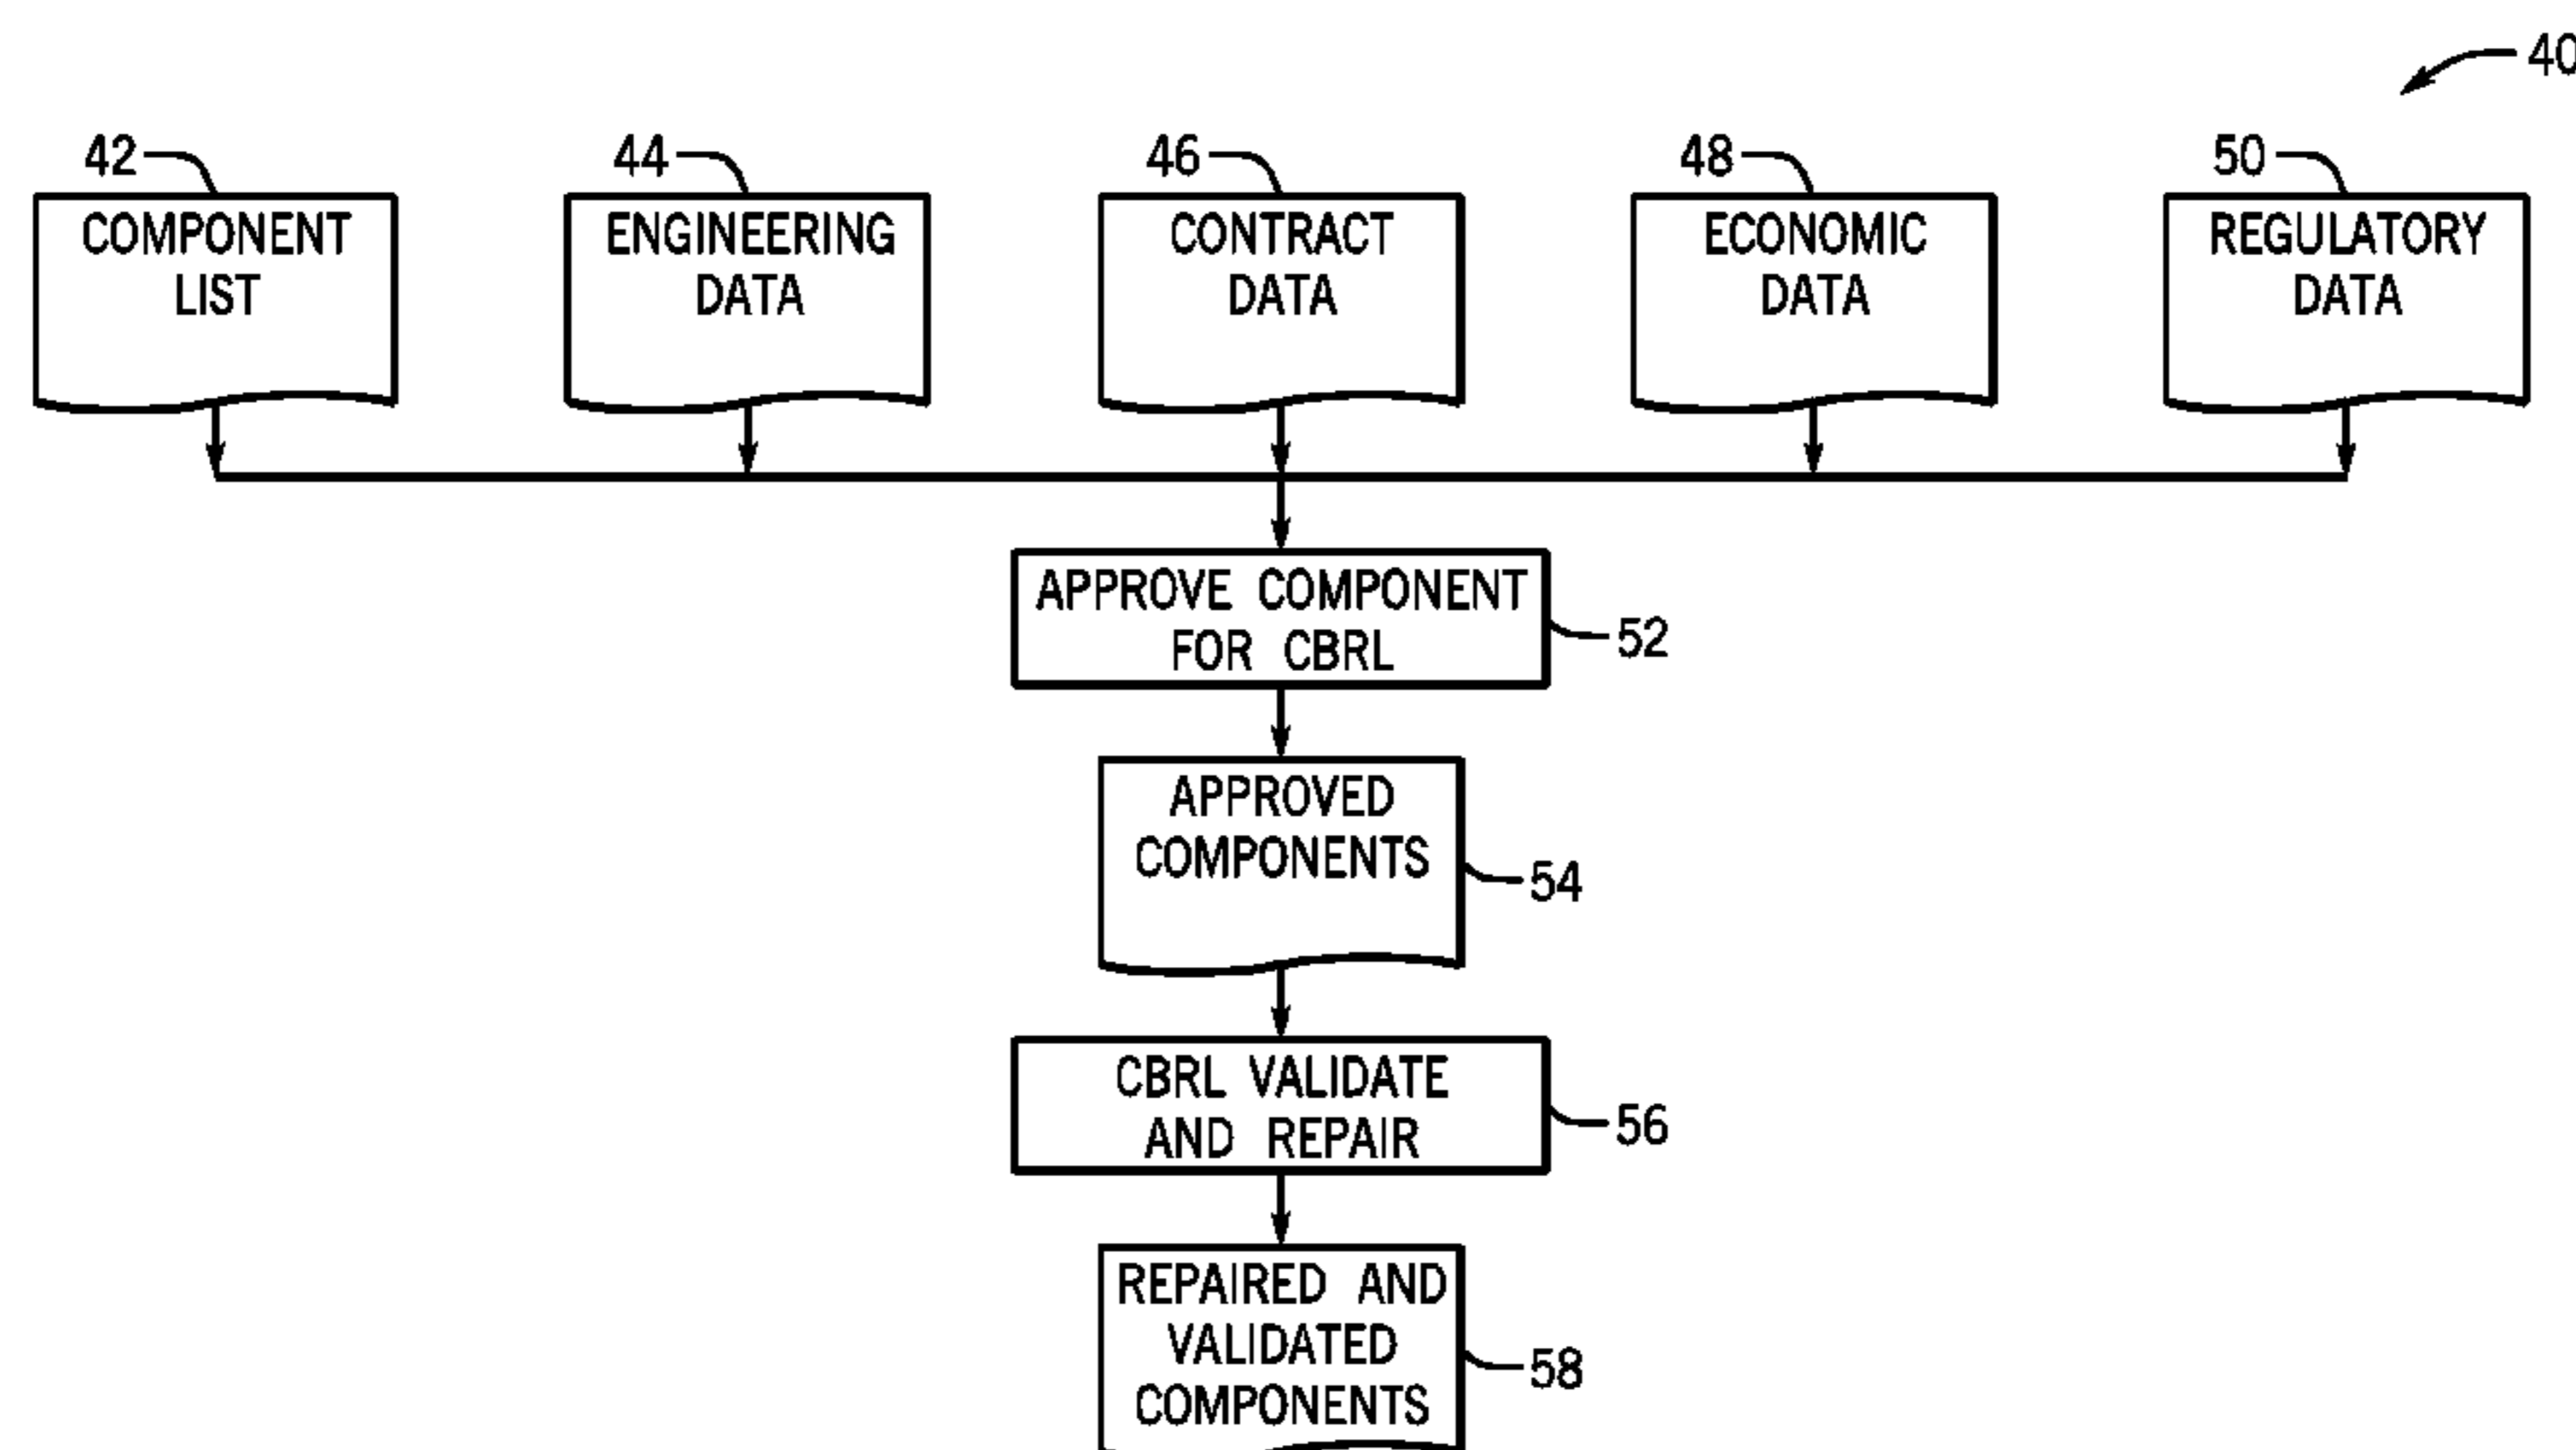 40
42
44
46
48
50
COMPONENT
LIST
ENGINEERING
DATA
CONTRACT
DATA
ECONOMIC
DATA
REGULATORY
DATA
APPROVE COMPONENT
FOR CBRL
52
APPROVED
COMPONENTS
54
CBRL VALIDATE
AND REPAIR
56
REPAIRED AND
VALIDATED
COMPONENTS
58